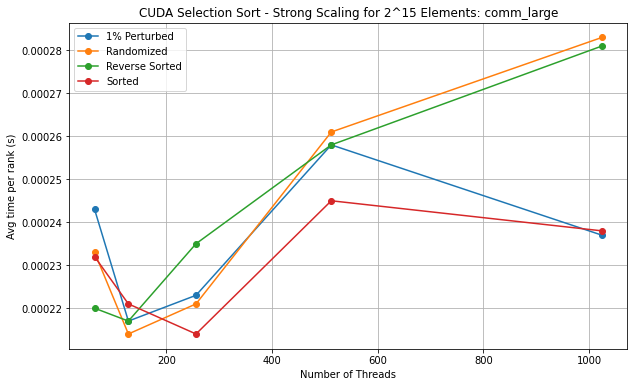 CUDA Selection Sort - Strong Scaling for 2^15 Elements: comm_large
1% Perturbed
Randomized
Reverse Sorted
Sorted
Avg time per rank (s)
0.00028
0.00027
0.00026
0.00025
0.00024
0.00023
0.00022
200
400
600
800
1000
Number of Threads